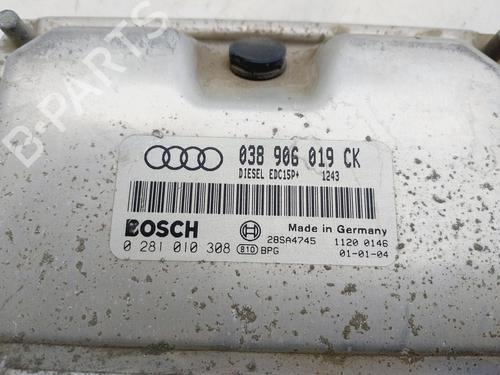 B-PARTS
038 906 019 CK
DIESEL EDC15P+ 1243
BOSCH
Made in Germany
0 281 010 308
810
BPG
28SA4745
1120 0146
01-01-04